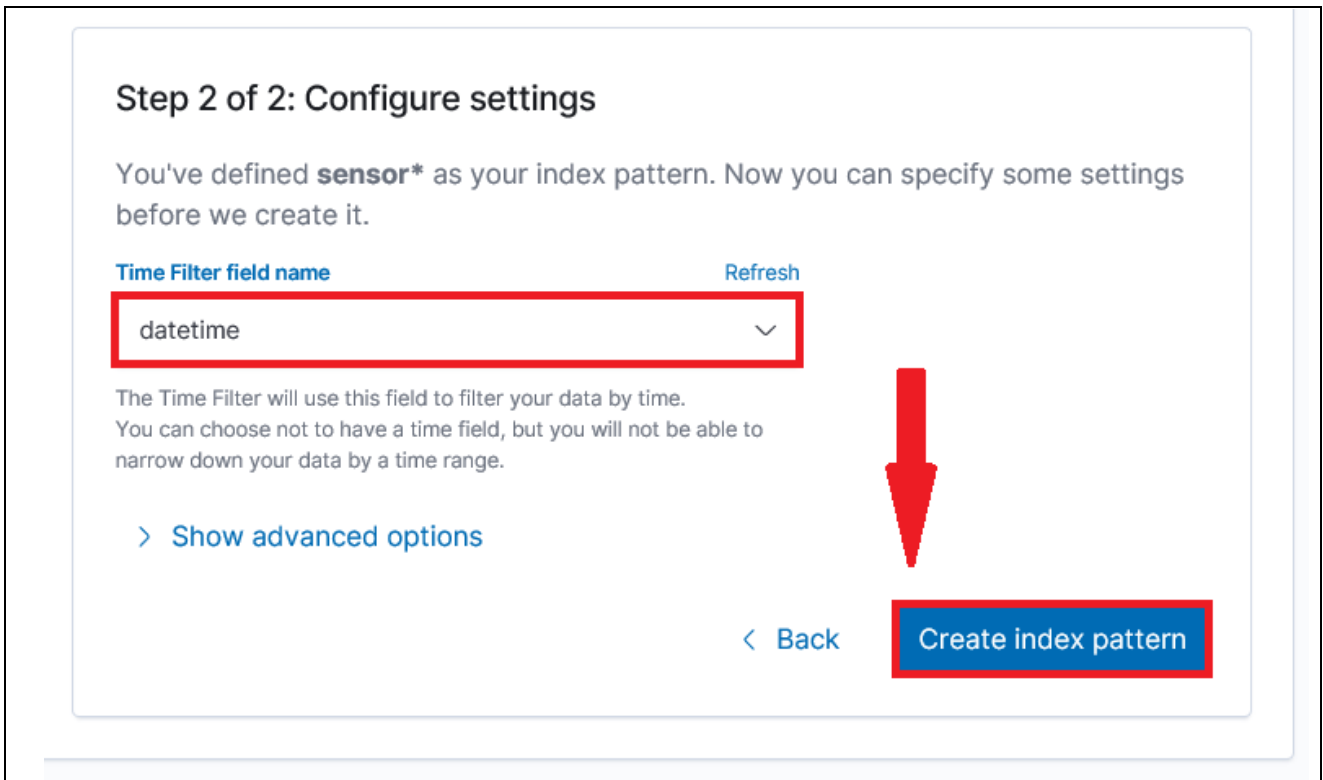 Step 2 of 2: Configure settings
You've defined sensor* as your index pattern. Now you can specify some settings
before we create it.
Time Filter field name Refresh
datetime
The Time Filter will use this field to filter your data by time.
You can choose not to have a time field, but you will not be able to
narrow down your data by a time range.
Show advanced options
Back Create index pattern